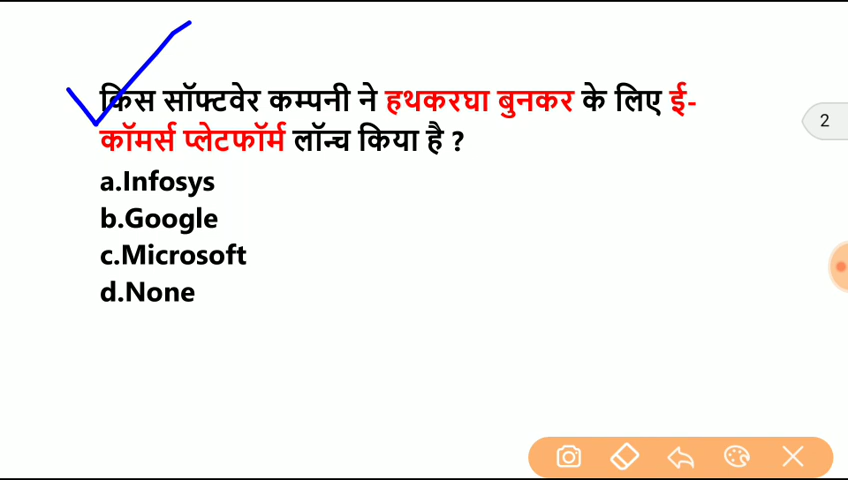 किस सॉफ्टवेर कम्पनी ने हथकरघा बुनकर के लिए ई-
कॉमर्स प्लेटफॉर्म लॉन्च किया है ?
2
a.Infosys
b.Google
c.Microsoft
d.None